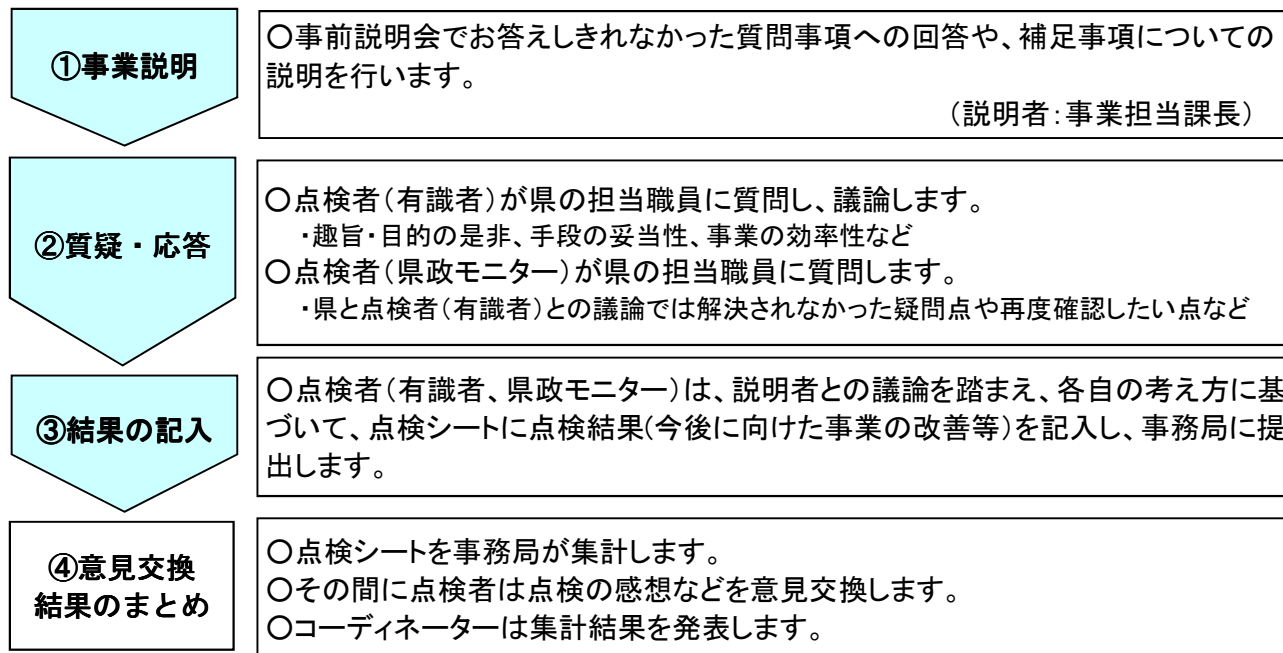 ①事業説明
〇事前説明会でお答えしきれなかった質問事項への回答や、補足事項についての
説明を行います。
（説明者：事業担当課長）
②質疑・応答
〇点検者（有識者）が県の担当職員に質問し、議論します。
・趣旨・目的の是非、手段の妥当性、事業の効率性など
〇点検者（県政モニター）が県の担当職員に質問します。
・県と点検者（有識者）との議論では解決されなかった疑問点や再度確認したい点など
③結果の記入
〇点検者（有識者、県政モニター）は、説明者との議論を踏まえ、各自の考え方に基
づいて、点検シートに点検結果(今後に向けた事業の改善等)を記入し、事務局に提
出します。
④意見交換
結果のまとめ
〇点検シートを事務局が集計します。
〇その間に点検者は点検の感想などを意見交換します。
〇コーディネーターは集計結果を発表します。